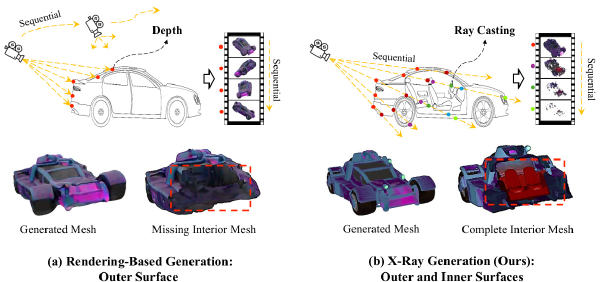 Sequential
Depth
Sequential
Generated Mesh
Missing Interior Mesh
(a) Rendering-Based Generation:
Outer Surface
Sequential
Ray Casting
Sequential
Generated Mesh
Complete Interior Mesh
(b) X-Ray Generation (Ours):
Outer and Inner Surfaces